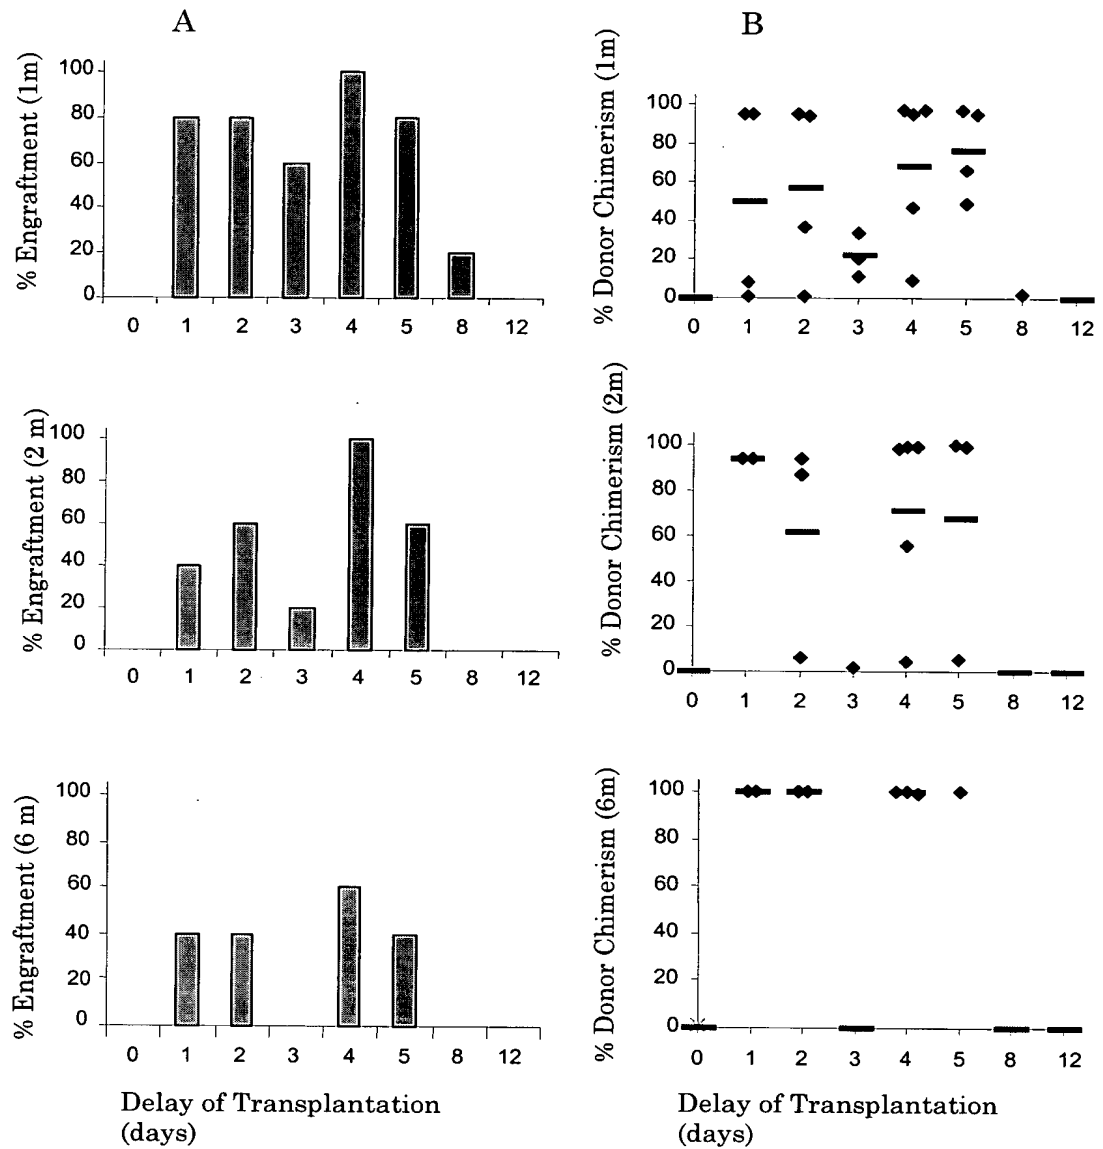 A
B
% Engraftment (1m)
100
80
60
40
20
0
0 1 2 3 4 5 8 12
% Donor Chimerism (1m)
100
80
60
40
20
0
0 1 2 3 4 5 8 12
% Engraftment (2 m)
100
80
60
40
20
0
0 1 2 3 4 5 8 12
% Donor Chimerism (2m)
100
80
60
40
20
0
0 1 2 3 4 5 8 12
% Engraftment (6 m)
100
80
60
40
20
0
0 1 2 3 4 5 8 12
% Donor Chimerism (6m)
100
80
60
40
20
0
0 1 2 3 4 5 8 12
Delay of Transplantation
(days)
Delay of Transplantation
(days)